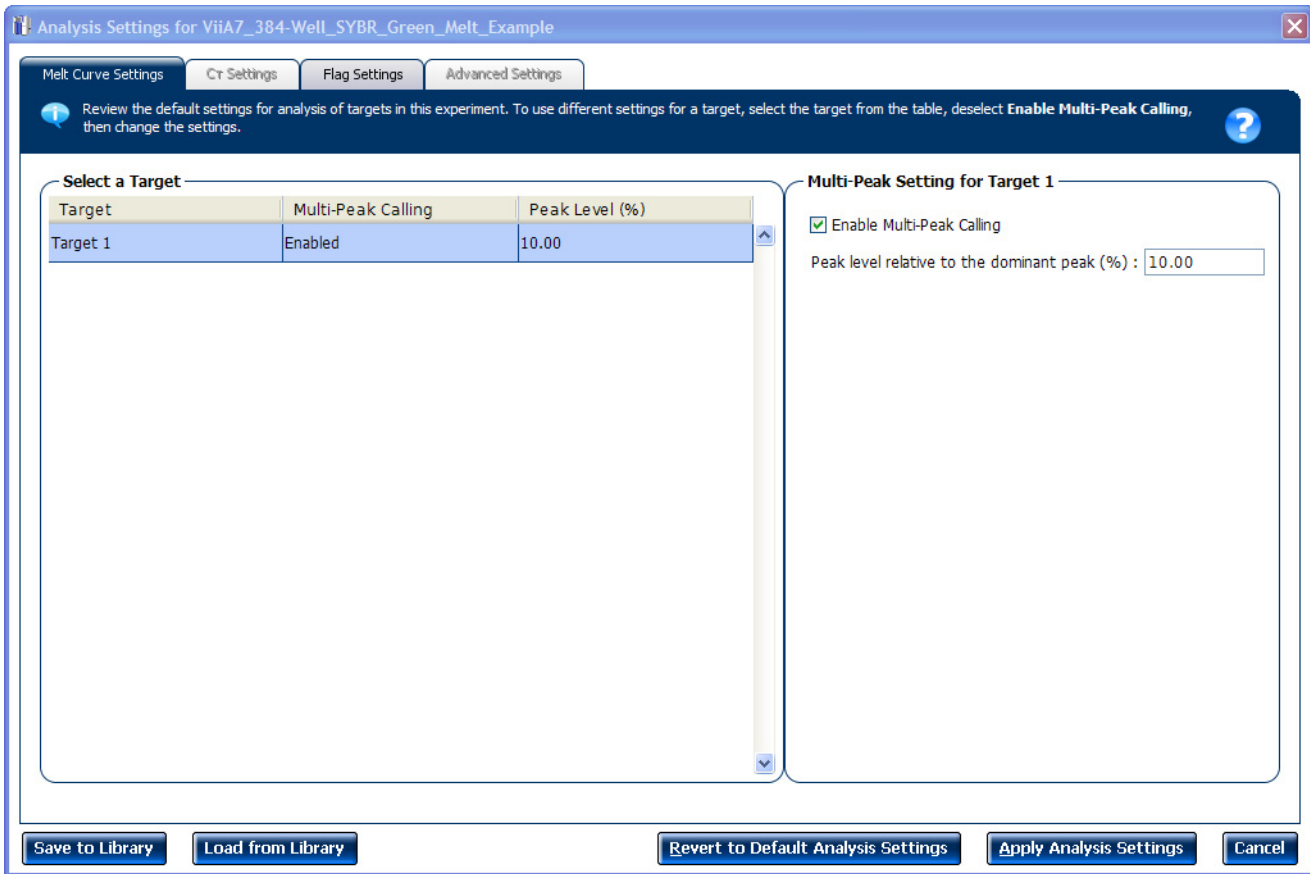 Analysis Settings for ViiA7_384-Well_SYBR_Green_Melt_Example
Melt Curve Settings
Cт Settings
Flag Settings
Advanced Settings
Review the default settings for analysis of targets in this experiment. To use different settings for a target, select the target from the table, deselect Enable Multi-Peak Calling,
then change the settings.
Select a Target
Target Multi-Peak Calling Peak Level (%)
Target 1 Enabled 10.00
Multi-Peak Setting for Target 1
Enable Multi-Peak Calling
Peak level relative to the dominant peak (%) : 10.00
Save to Library
Load from Library
Revert to Default Analysis Settings
Apply Analysis Settings
Cancel